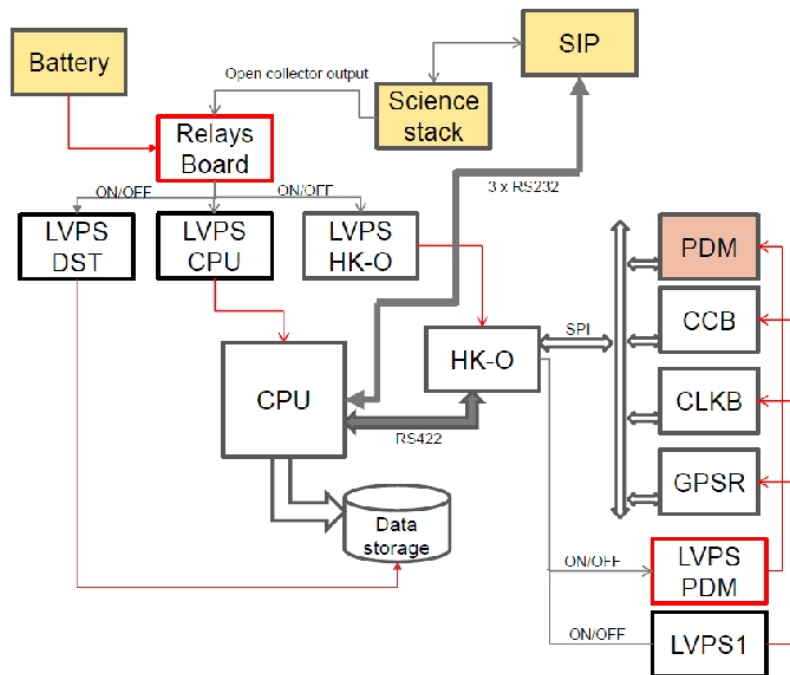 SIP
Battery
Open collector output
Science
stack
Relays
Board
3 x RS232
ON/OFF
ON/OFF
LVPS
DST
LVPS
CPU
LVPS
HK-O
PDM
SPI
CCB
HK-O
CPU
CLKB
RS422
GPSR
Data
storage
ON/OFF
LVPS
PDM
ON/OFF
LVPS1